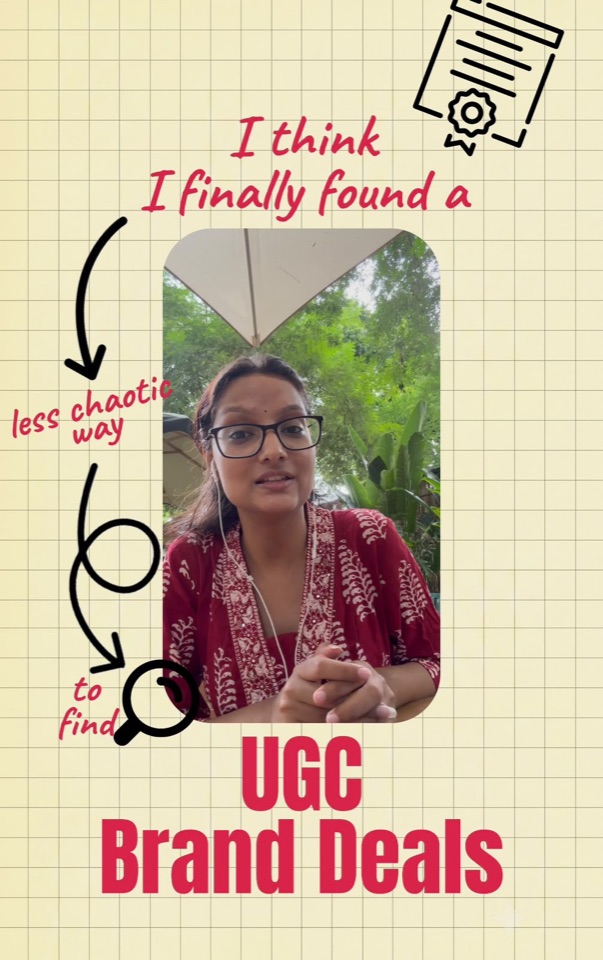 I think
I finally found a
less chaotic
way
to
find
UGC
Brand Deals